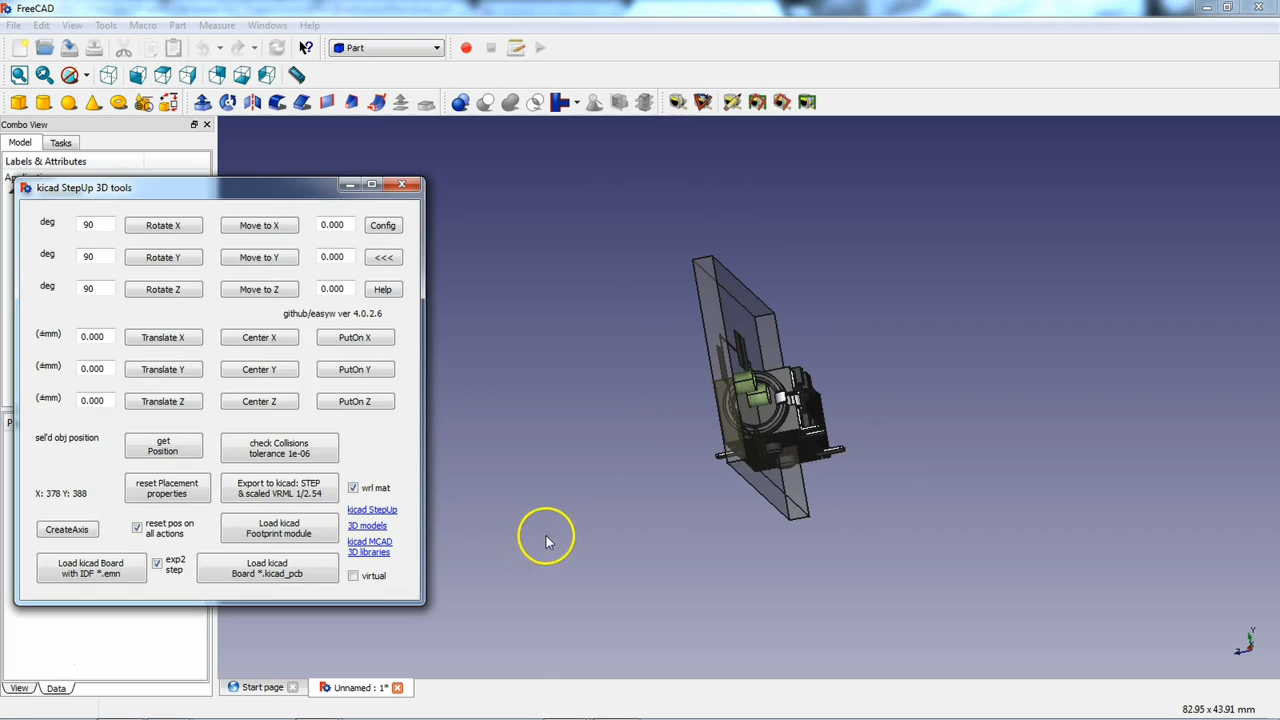 FreeCAD
File Edit View Tools Macro Part Measure Windows Help
Part
Combo View
Model Tasks
Labels & Attributes
kicad StepUp 3D tools
deg 90 Rotate X Move to X 0.000 Config
deg 90 Rotate Y Move to Y 0.000 <<<
deg 90 Rotate Z Move to Z 0.000 Help
github/easyw ver 4.0.2.6
(±mm) 0.000 Translate X Center X PutOn X
(±mm) 0.000 Translate Y Center Y PutOn Y
(±mm) 0.000 Translate Z Center Z PutOn Z
sel'd obj position
get
Position
check Collisions
tolerance 1e-06
X: 378 Y: 388
reset Placement
properties
Export to kicad: STEP
& scaled VRML 1/2.54
wrl mat
kicad StepUp
3D models
CreateAxis
reset pos on
all actions
Load kicad
Footprint module
kicad MCAD
3D libraries
Load kicad Board
with IDF *.emn
exp2
step
Load kicad
Board *.kicad_pcb
virtual
View Data
Start page
Unnamed : 1*
Y
Z
82.95 x 43.91 mm